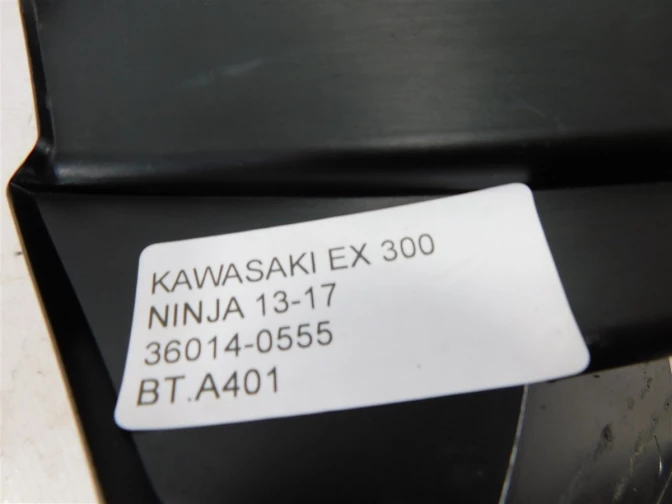 KAWASAKI EX 300
NINJA 13-17
36014-0555
BT.A401